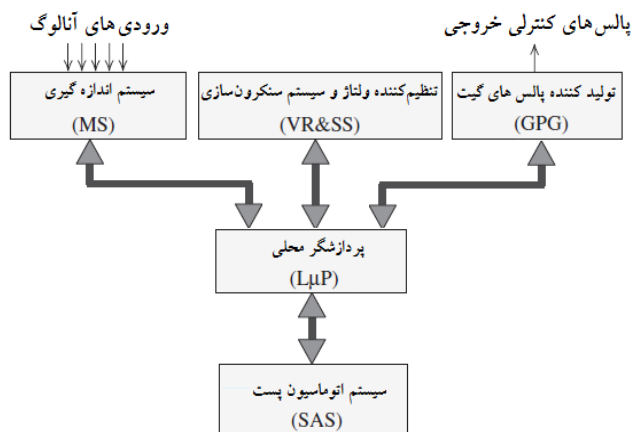 ورودی‌های آنالوگ
پالس‌های کنترلی خروجی
سیستم اندازه گیری
(MS)
تنظیم‌کننده ولتاژ و سیستم سنکرون‌سازی
(VR&SS)
تولید کننده پالس های گیت
(GPG)
پردازشگر محلی
(LµP)
سیستم اتوماسیون پست
(SAS)